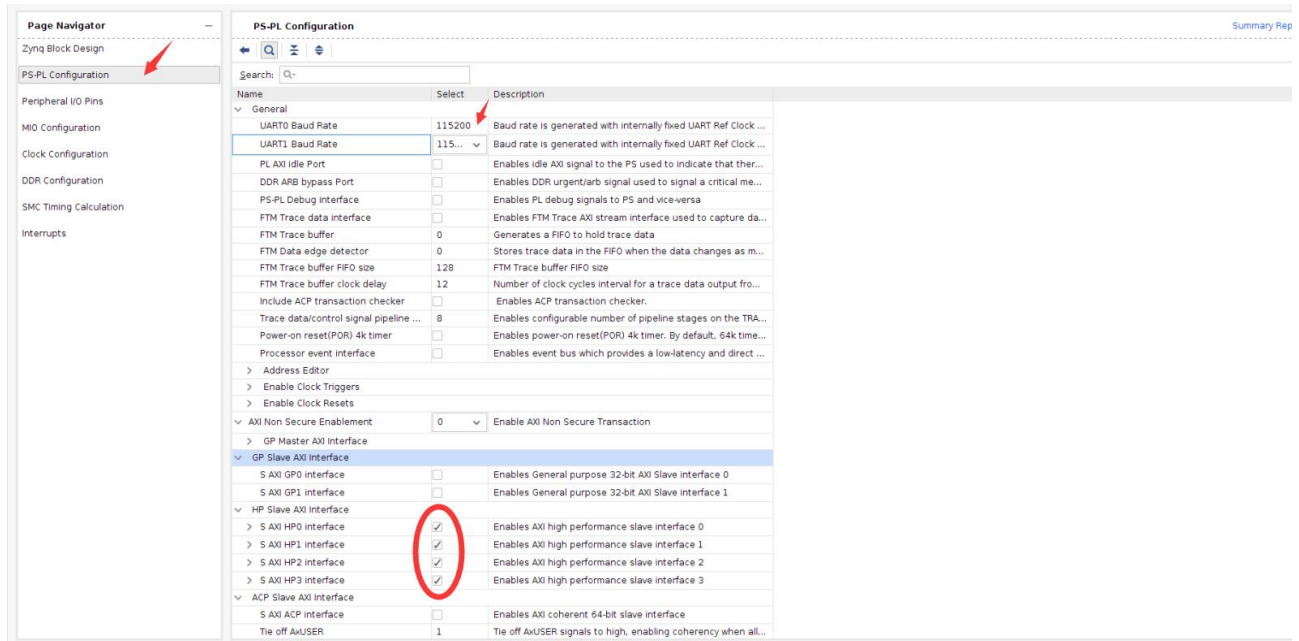 Page Navigator
Zynq Block Design
PS-PL Configuration
Peripheral I/O Pins
MIO Configuration
Clock Configuration
DDR Configuration
SMC Timing Calculation
Interrupts
PS-PL Configuration
Summary Rep
Search:
Name Select Description
General
UART0 Baud Rate 115200 Baud rate is generated with internally fixed UART Ref Clock ...
UART1 Baud Rate 115... Baud rate is generated with internally fixed UART Ref Clock ...
PL AXI idle Port Enables idle AXI signal to the PS used to indicate that ther...
DDR ARB bypass Port Enables DDR urgent/arb signal used to signal a critical me...
PS-PL Debug interface Enables PL debug signals to PS and vice-versa
FTM Trace data interface Enables FTM Trace AXI stream interface used to capture da...
FTM Trace buffer 0 Generates a FIFO to hold trace data
FTM Data edge detector 0 Stores trace data in the FIFO when the data changes as m...
FTM Trace buffer FIFO size 128 FTM Trace buffer FIFO size
FTM Trace buffer clock delay 12 Number of clock cycles interval for a trace data output fro...
Include ACP transaction checker Enables ACP transaction checker.
Trace data/control signal pipeline ... 8 Enables configurable number of pipeline stages on the TRA...
Power-on reset(POR) 4k timer Enables power-on reset(POR) 4k timer. By default, 64k time...
Processor event interface Enables event bus which provides a low-latency and direct ...
Address Editor
Enable Clock Triggers
Enable Clock Resets
AXI Non Secure Enablement 0 Enable AXI Non Secure Transaction
GP Master AXI Interface
GP Slave AXI Interface
S AXI GP0 interface Enables General purpose 32-bit AXI Slave interface 0
S AXI GP1 interface Enables General purpose 32-bit AXI Slave interface 1
HP Slave AXI Interface
S AXI HP0 interface Enables AXI high performance slave interface 0
S AXI HP1 interface Enables AXI high performance slave interface 1
S AXI HP2 interface Enables AXI high performance slave interface 2
S AXI HP3 interface Enables AXI high performance slave interface 3
ACP Slave AXI Interface
S AXI ACP interface Enables AXI coherent 64-bit slave interface
Tie off AxUSER 1 Tie off AxUSER signals to high, enabling coherency when all...